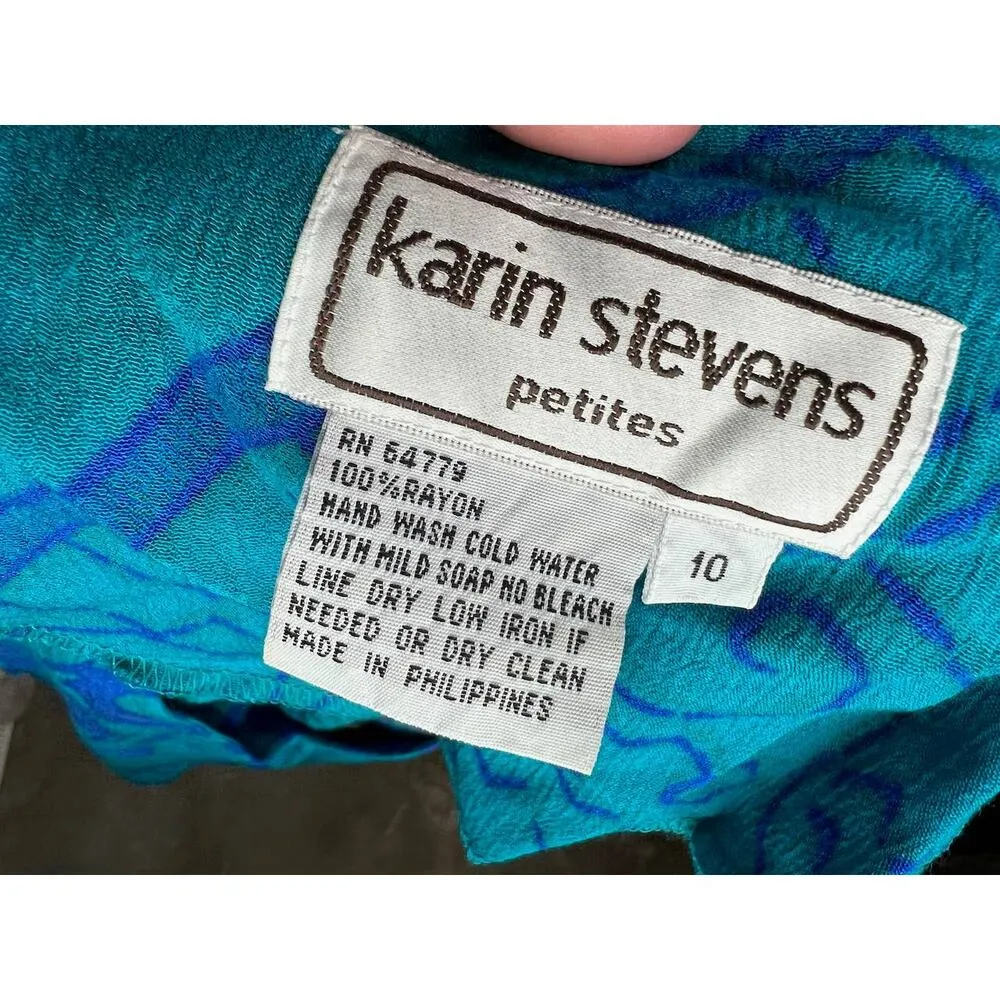 karin stevens
petites
10
RN 64779
100%RAYON
HAND WASH COLD WATER
WITH MILD SOAP NO BLEACH
LINE DRY LOW IRON IF
NEEDED OR DRY CLEAN
MADE IN PHILIPPINES